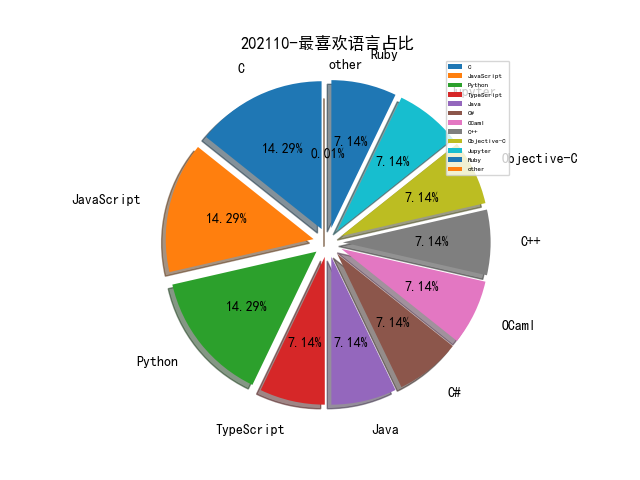 202110-最喜欢语言占比
Ruby
other
C
7.14%
14.29%
0.01%
7.14%
JavaScript
14.29%
7.14%
Objective-C
7.14%
C++
14.29%
7.14%
OCaml
Python
7.14%
7.14%
7.14%
C#
TypeScript
Java
Jupyter
C
JavaScript
Python
TypeScript
Java
C#
OCaml
C++
Objective-C
Jupyter
Ruby
other